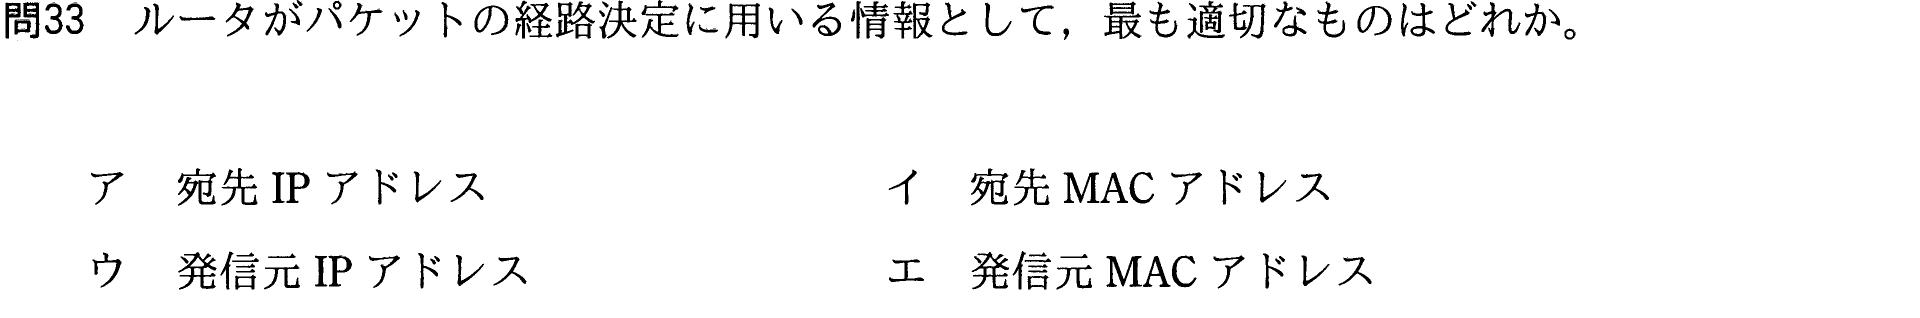 問33 ルータがパケットの経路決定に用いる情報として，最も適切なものはどれか。
ア 宛先 IP アドレス イ 宛先 MAC アドレス
ウ 発信元 IP アドレス エ 発信元 MAC アドレス